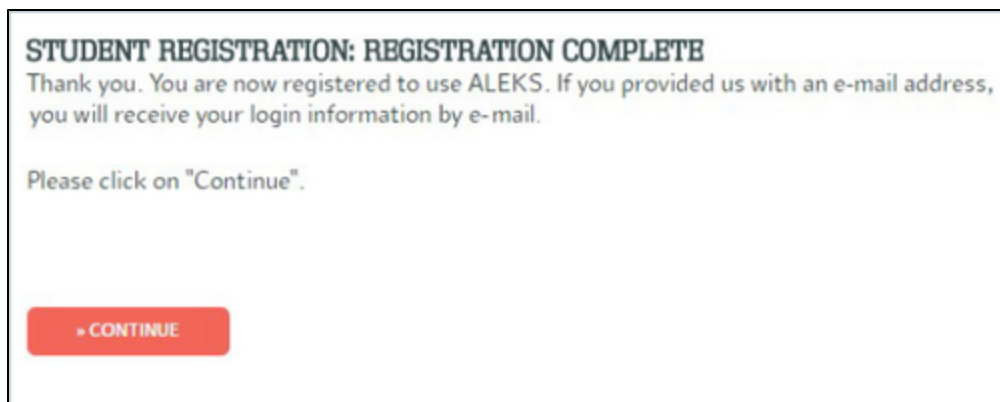 STUDENT REGISTRATION: REGISTRATION COMPLETE
Thank you. You are now registered to use ALEKS. If you provided us with an e-mail address,
you will receive your login information by e-mail.
Please click on "Continue".
» CONTINUE